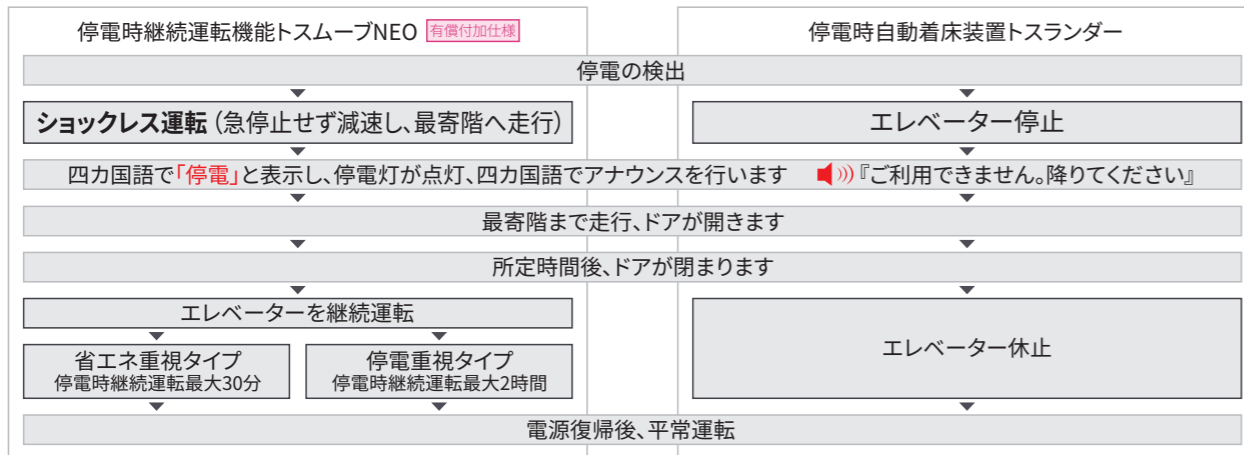 停電時継続運転機能トスムーブNEO 有償付加仕様
停電時自動着床装置トスランダー
停電の検出
ショックレス運転(急停止せず減速し、最寄階へ走行)
エレベーター停止
四カ国語で「停電」と表示し、停電灯が点灯、四カ国語でアナウンスを行います 『ご利用できません。降りてください』
最寄階まで走行、ドアが開きます
所定時間後、ドアが閉まります
エレベーターを継続運転
エレベーター休止
省エネ重視タイプ
停電時継続運転最大30分
停電重視タイプ
停電時継続運転最大2時間
電源復帰後、平常運転